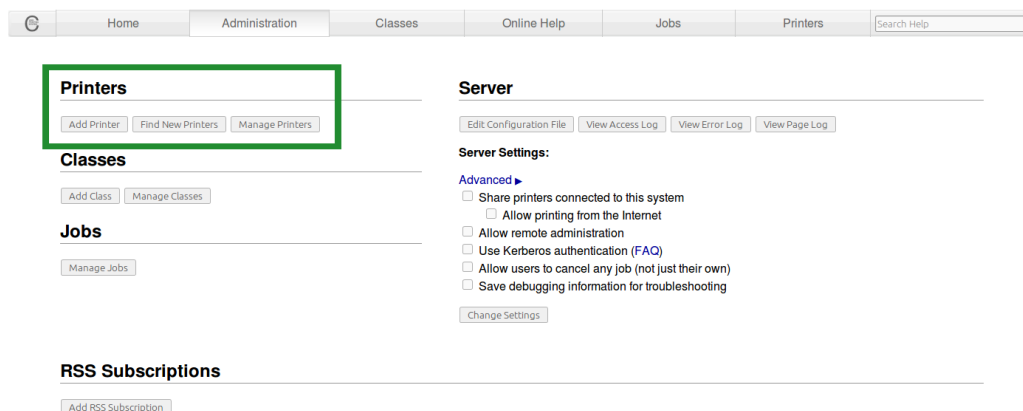 Home Administration Classes Online Help Jobs Printers Search Help
Printers
Add Printer Find New Printers Manage Printers
Classes
Add Class Manage Classes
Jobs
Manage Jobs
Server
Edit Configuration File View Access Log View Error Log View Page Log
Server Settings:
Advanced ▶
Share printers connected to this system
Allow printing from the Internet
Allow remote administration
Use Kerberos authentication (FAQ)
Allow users to cancel any job (not just their own)
Save debugging information for troubleshooting
Change Settings
RSS Subscriptions
Add RSS Subscription